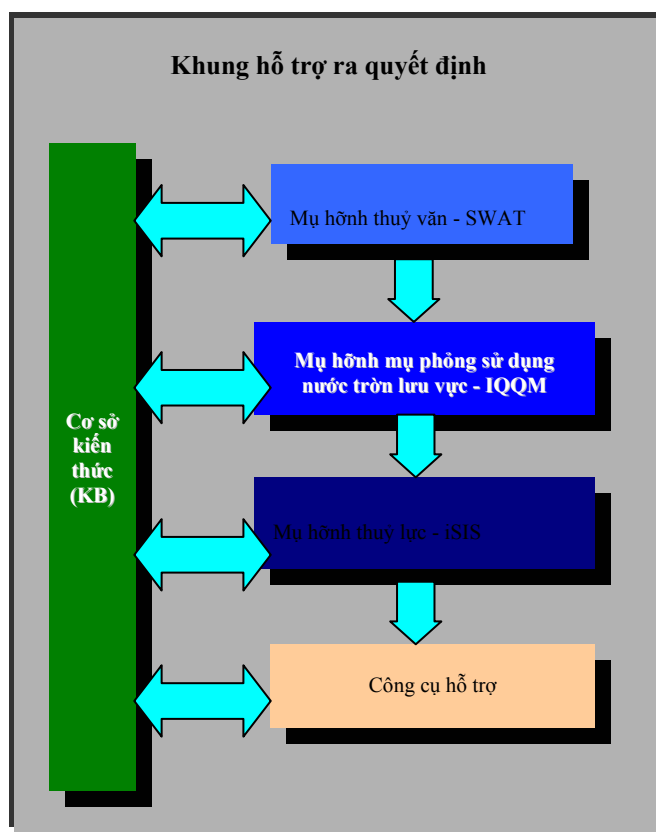 Khung hỗ trợ ra quyết định
Cơ sở
kiến
thức
(KB)
Mụ hỡnh thuỷ văn - SWAT
Mụ hỡnh mụ phỏng sử dụng
nước trờn lưu vực - IQQM
Mụ hỡnh thuỷ lực - iSIS
Công cụ hỗ trợ